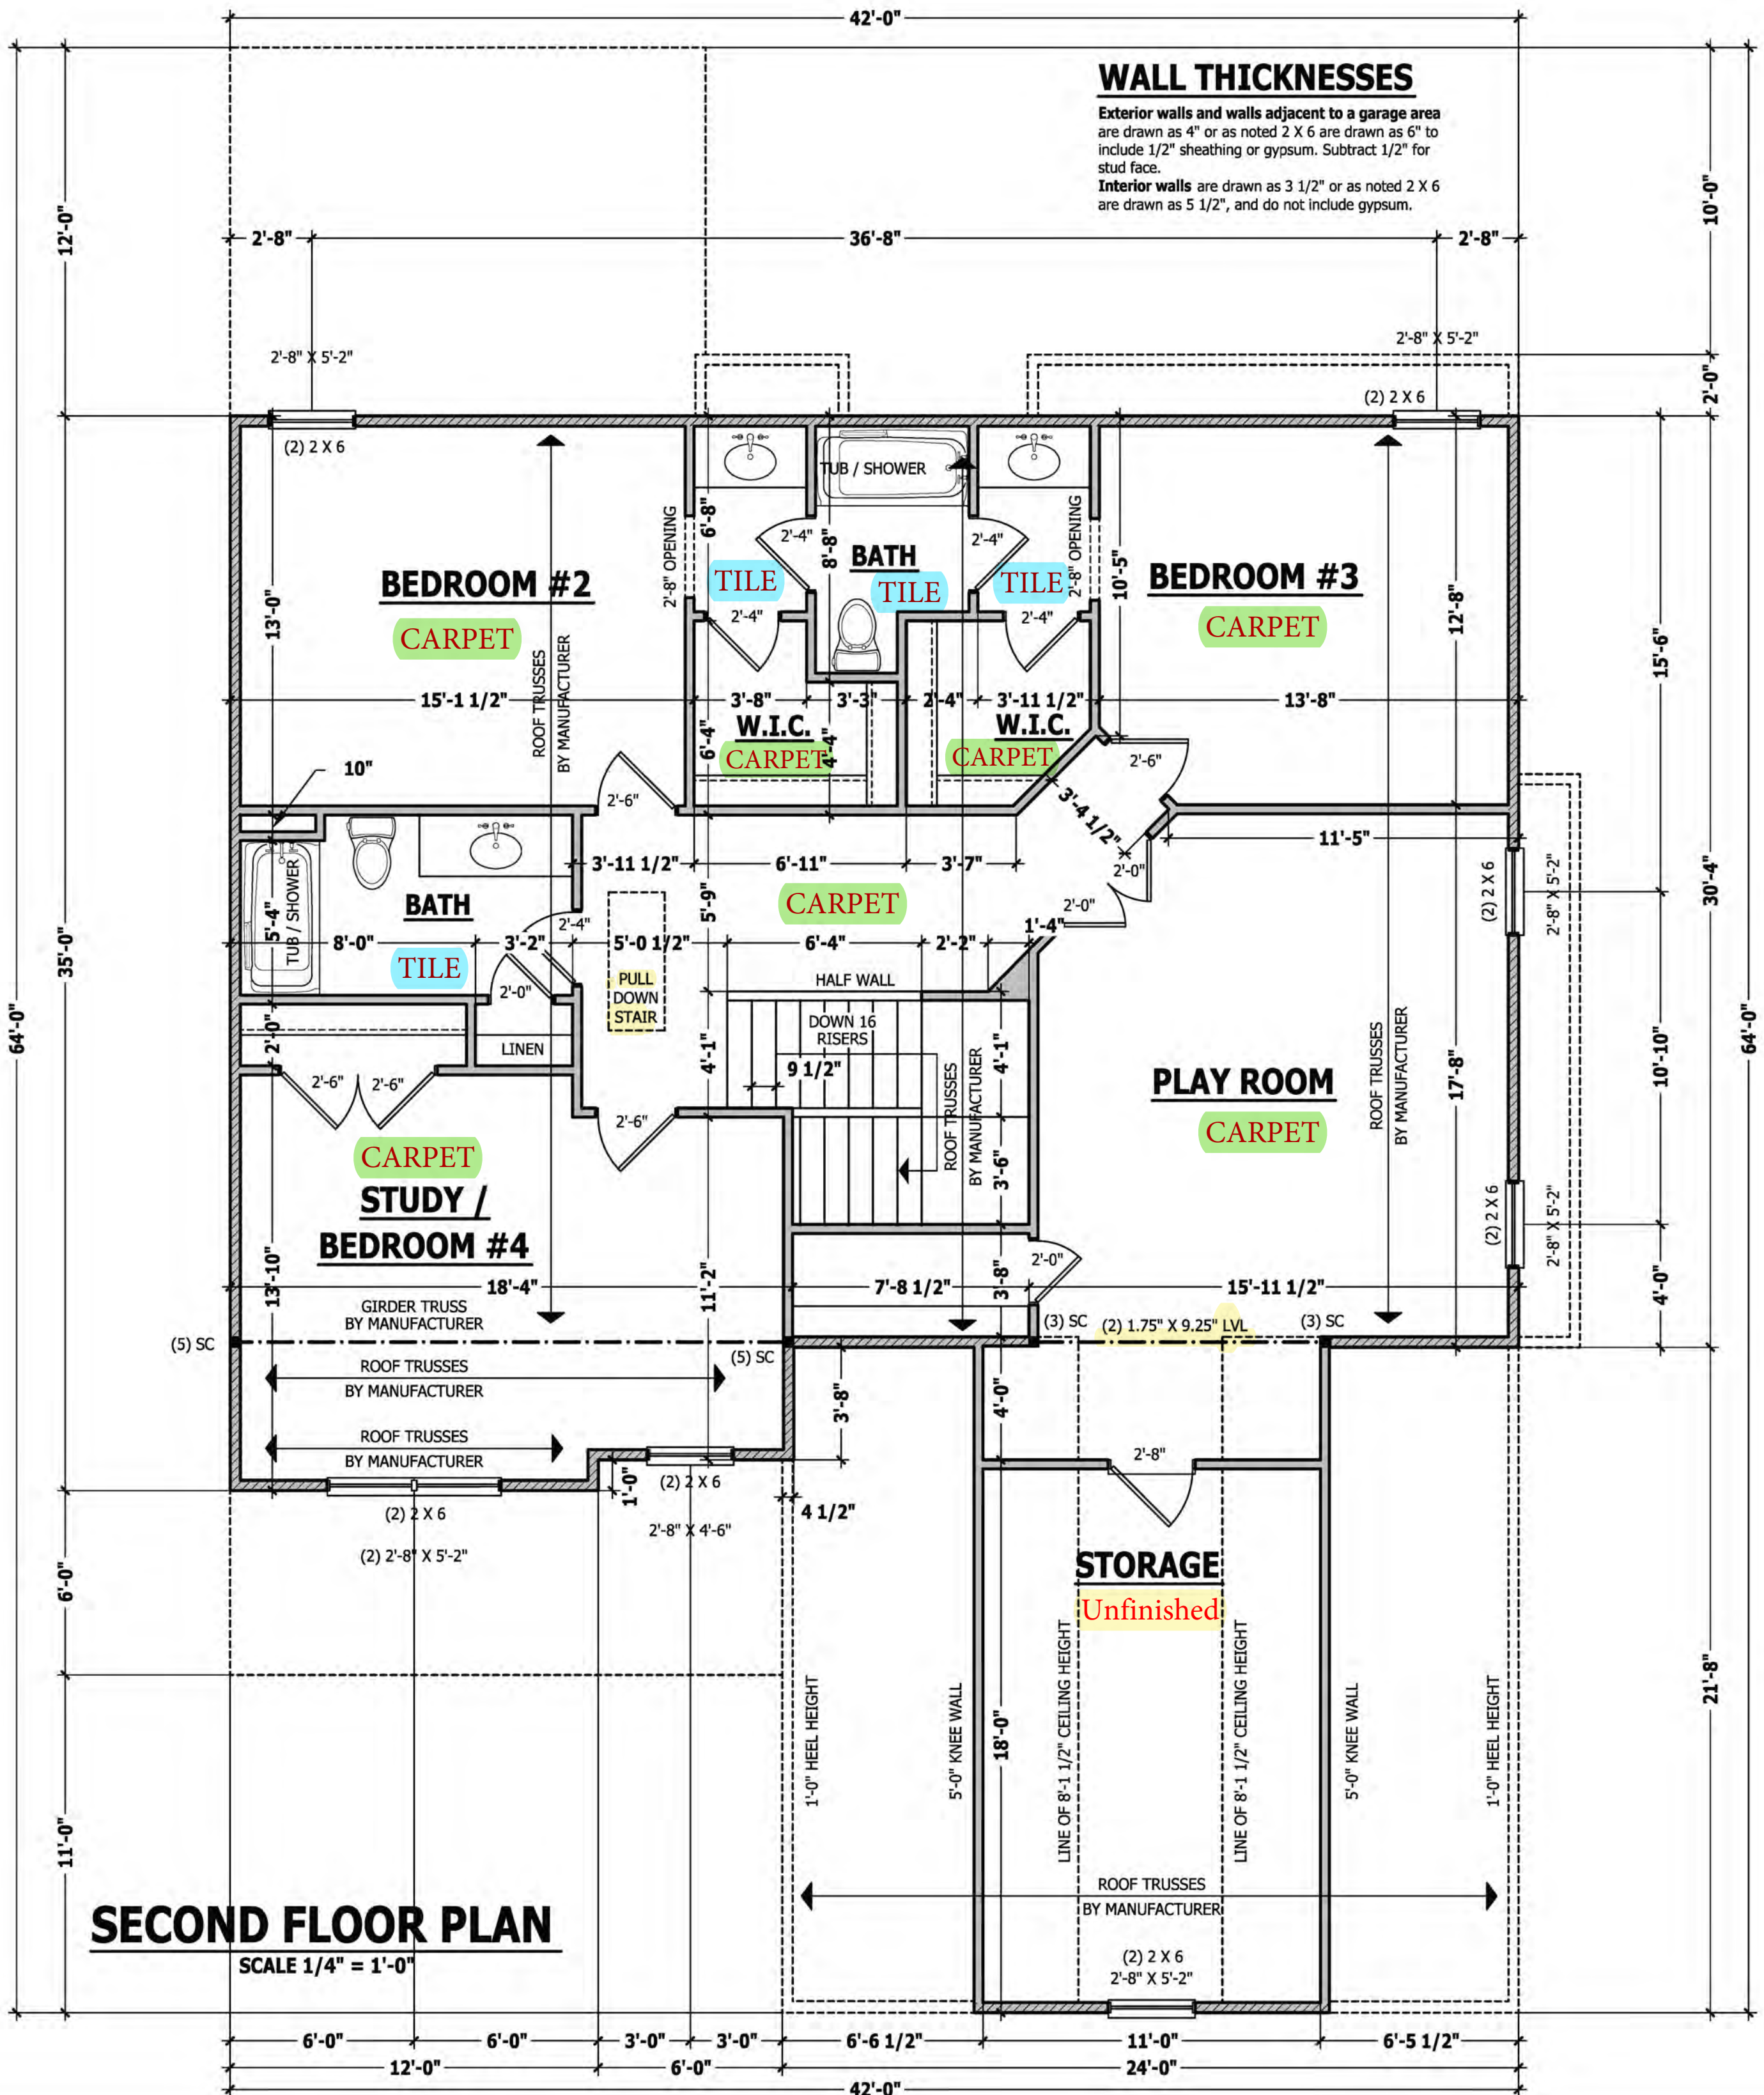 42'-0"
WALL THICKNESSES
Exterior walls and walls adjacent to a garage area
are drawn as 4" or as noted 2 X 6 are drawn as 6" to
include 1/2" sheathing or gypsum. Subtract 1/2" for
stud face.
Interior walls are drawn as 3 1/2" or as noted 2 X 6
are drawn as 5 1/2", and do not include gypsum.
12'-0"
10'-0"
2'-8"
36'-8"
2'-8"
2'-8" X 5'-2"
2'-8" X 5'-2"
2'-0"
(2) 2 X 6
(2) 2 X 6
TUB / SHOWER
6'-8"
8'-8"
2'-8" OPENING
2'-4"
2'-4"
2'-8" OPENING
10'-5"
BATH
TILE
TILE
TILE
BEDROOM #2
CARPET
BEDROOM #3
CARPET
13'-0"
12'-8"
15'-6"
2'-4"
2'-4"
ROOF TRUSSES
BY MANUFACTURER
15'-1 1/2"
3'-8"
3'-3"
2'-4"
3'-11 1/2"
13'-8"
W.I.C.
CARPET
W.I.C.
CARPET
6'-4"
4'-4"
10"
2'-6"
2'-6"
3'-4 1/2"
11'-5"
3'-11 1/2"
6'-11"
3'-7"
2'-0"
2'-0"
(2) 2 X 6
2'-8" X 5'-2"
30'-4"
35'-0"
64'-0"
64'-0"
TUB / SHOWER
5'-4"
BATH
TILE
CARPET
5'-9"
2'-4"
8'-0"
3'-2"
5'-0 1/2"
6'-4"
2'-2"
1'-4"
PULL
DOWN
STAIR
HALF WALL
2'-0"
DOWN 16
RISERS
9 1/2"
LINEN
2'-0"
4'-1"
4'-1"
ROOF TRUSSES
BY MANUFACTURER
3'-6"
PLAY ROOM
CARPET
ROOF TRUSSES
BY MANUFACTURER
17'-8"
10'-10"
2'-6"
2'-6"
2'-6"
CARPET
STUDY /
BEDROOM #4
(2) 2 X 6
2'-8" X 5'-2"
13'-10"
18'-4"
11'-2"
7'-8 1/2"
3'-8"
2'-0"
15'-11 1/2"
4'-0"
GIRDER TRUSS
BY MANUFACTURER
(5) SC
(5) SC
(3) SC
(2) 1.75" X 9.25" LVL
(3) SC
ROOF TRUSSES
BY MANUFACTURER
3'-8"
4'-0"
ROOF TRUSSES
BY MANUFACTURER
2'-8"
1'-0"
(2) 2 X 6
2'-8" X 4'-6"
4 1/2"
(2) 2 X 6
(2) 2'-8" X 5'-2"
STORAGE
Unfinished
6'-0"
21'-8"
1'-0" HEEL HEIGHT
5'-0" KNEE WALL
18'-0"
LINE OF 8'-1 1/2" CEILING HEIGHT
LINE OF 8'-1 1/2" CEILING HEIGHT
5'-0" KNEE WALL
1'-0" HEEL HEIGHT
11'-0"
ROOF TRUSSES
BY MANUFACTURER
SECOND FLOOR PLAN
SCALE 1/4" = 1'-0"
(2) 2 X 6
2'-8" X 5'-2"
6'-0"
6'-0"
3'-0"
3'-0"
6'-6 1/2"
11'-0"
6'-5 1/2"
12'-0"
6'-0"
24'-0"
42'-0"